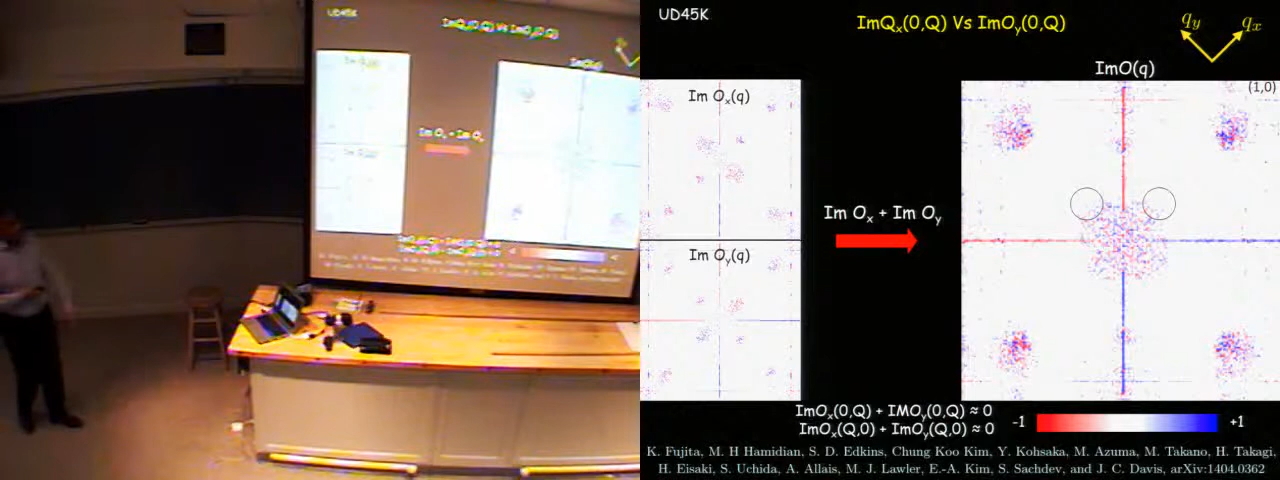 UD45K
ImQx(0,Q) Vs ImOy(0,Q)
qy
qx
ImO(q)
(1,0)
Im Ox(q)
Im Ox + Im Oy
Im Oy(q)
ImOx(0,Q) + IMOy(0,Q) ≈ 0
ImOx(Q,0) + ImOy(Q,0) ≈ 0
-1
+1
K. Fujita, M. H Hamidian, S. D. Edkins, Chung Koo Kim, Y. Kohsaka, M. Azuma, M. Takano, H. Takagi,
H. Eisaki, S. Uchida, A. Allais, M. J. Lawler, E.-A. Kim, S. Sachdev, and J. C. Davis, arXiv:1404.0362